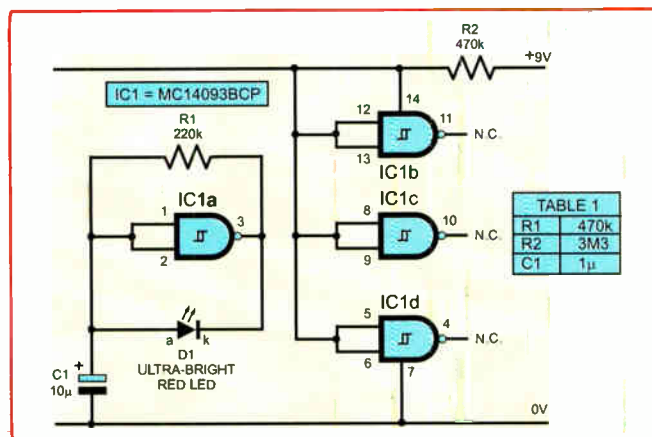 R2
470k
+9V
IC1 = MC14093BCP
14
R1
220k
12
11
N.C.
13
IC1b
IC1a
IC1c
1
3
8
10
N.C.
2
9
TABLE 1
R1 470k
R2 3M3
C1 1µ
IC1d
5
4
N.C.
6
7
a
k
D1
ULTRA-BRIGHT
RED LED
C1
+
10µ
0V